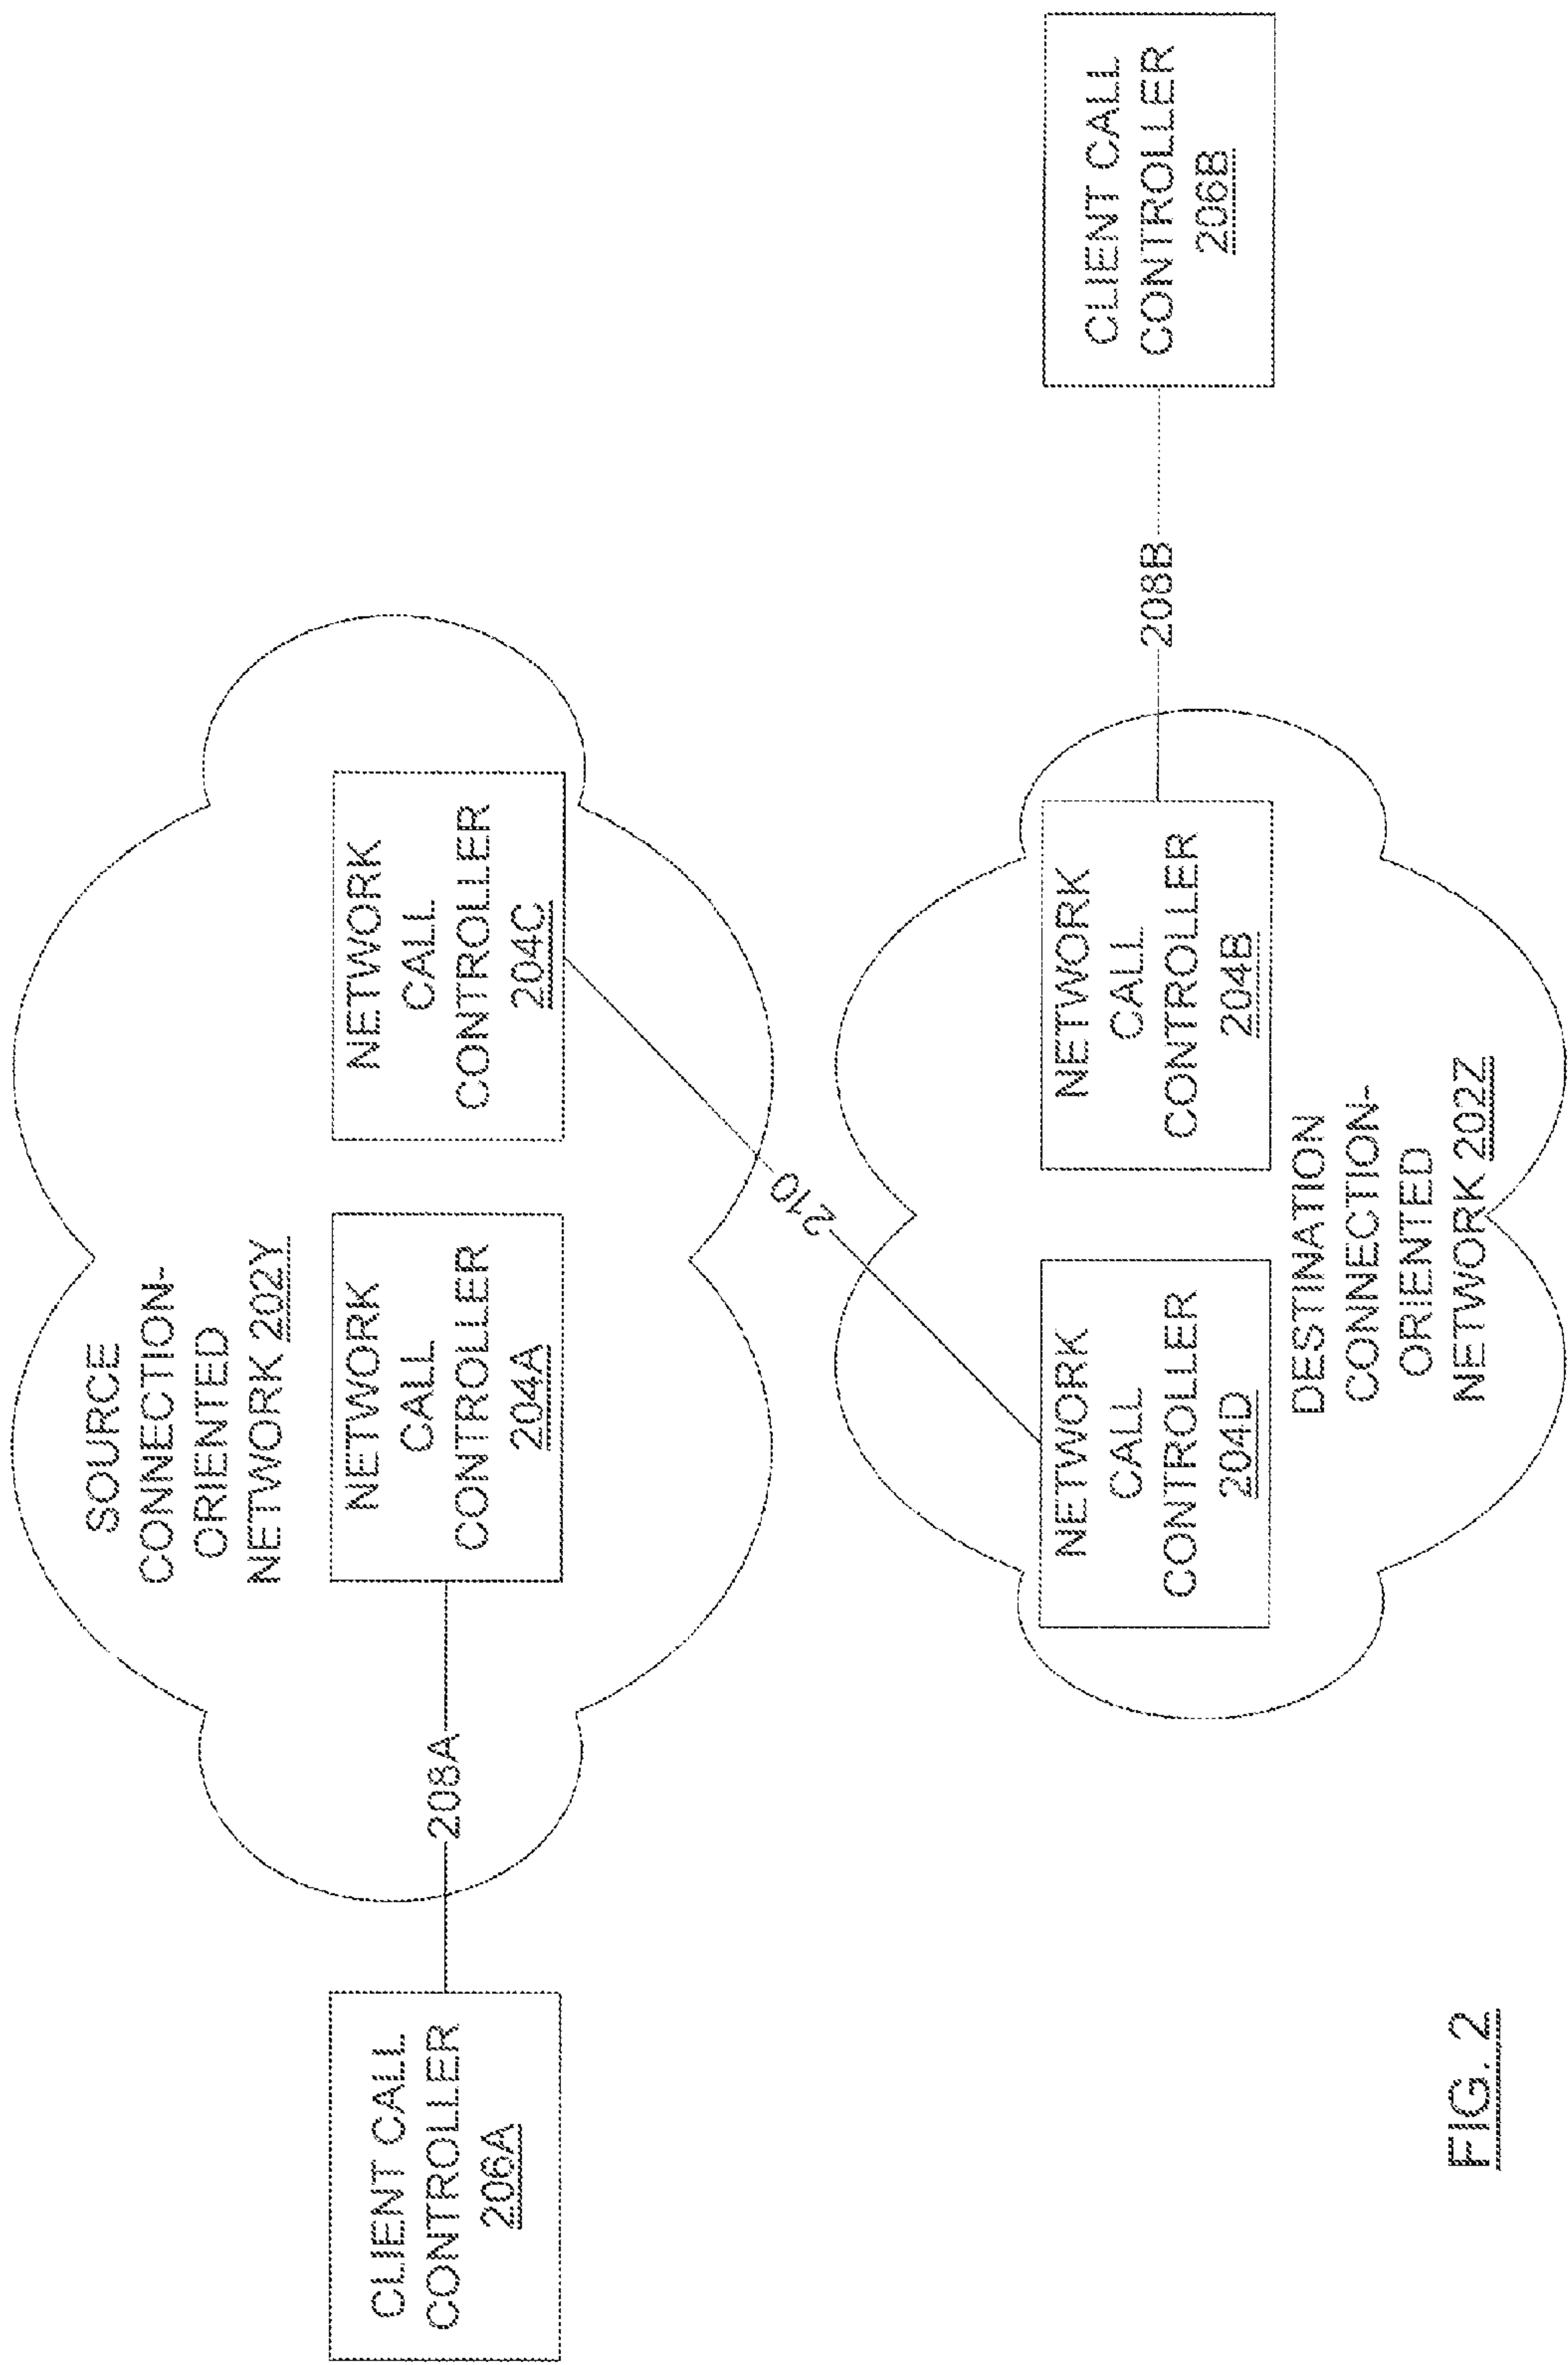 SOURCE
CONNECTION-
ORIENTED
NETWORK 202Y
CLIENT CALL
CONTROLLER
206A
208A
NETWORK
CALL
CONTROLLER
204A
NETWORK
CALL
CONTROLLER
204C
210
NETWORK
CALL
CONTROLLER
204D
NETWORK
CALL
CONTROLLER
204B
208B
CLIENT CALL
CONTROLLER
206B
DESTINATION
CONNECTION-
ORIENTED
NETWORK 202Z
FIG. 2